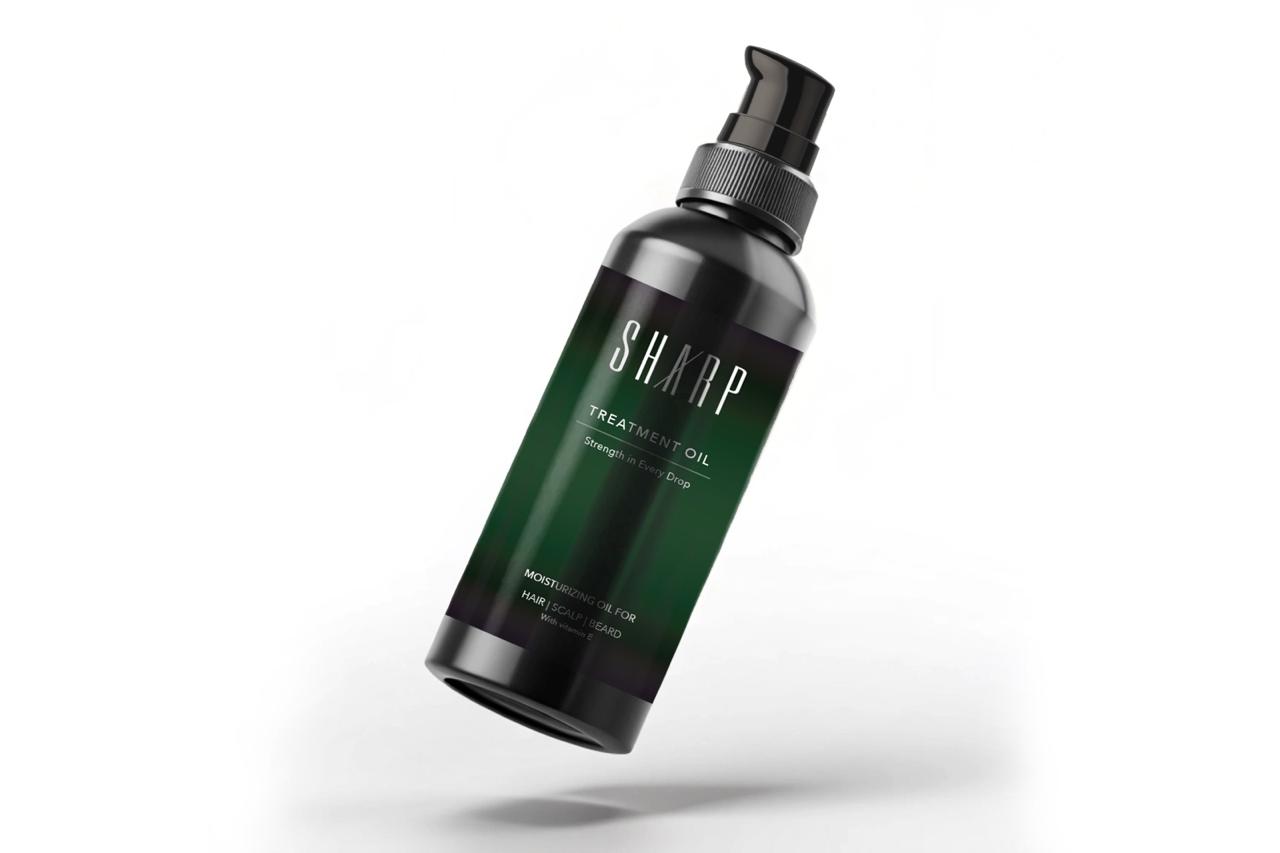 SHARP
TREATMENT OIL
Strength in Every Drop
MOISTURIZING OIL FOR
HAIR | SCALP | BEARD
With vitamin E